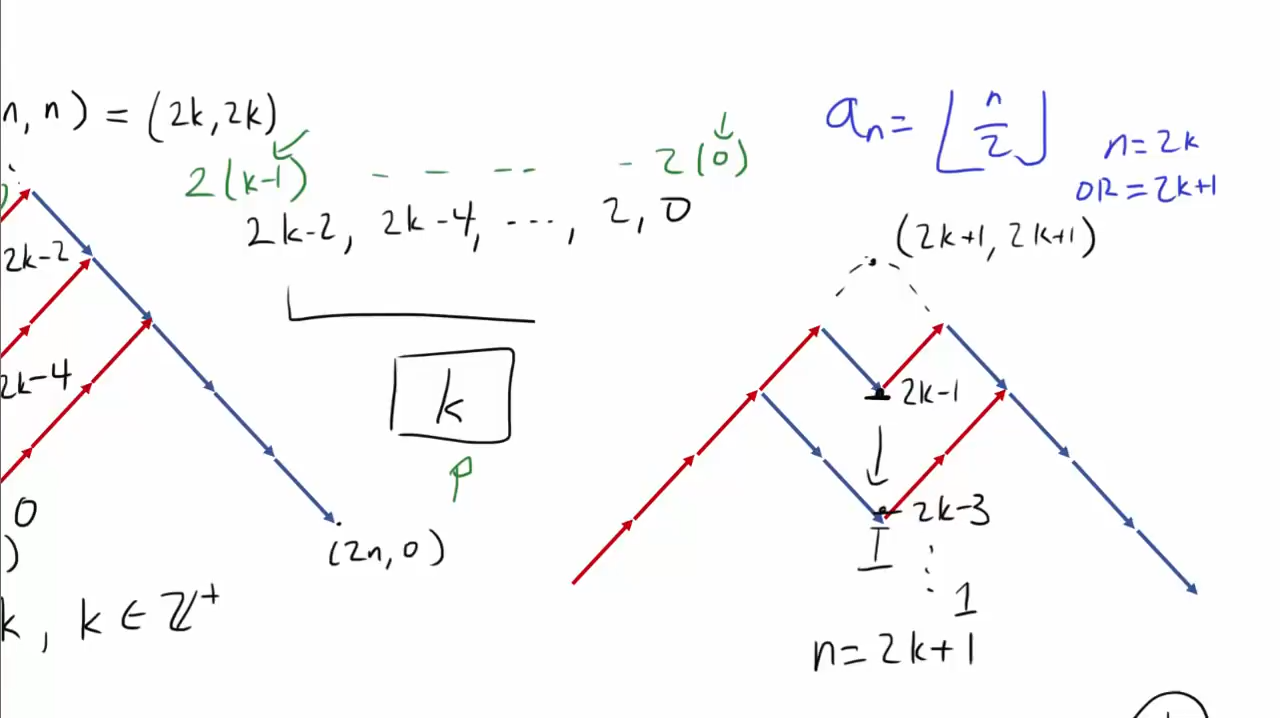 n, n) = (2k, 2k)
2(k-1) - - -- - 2(0)
2k-2, 2k-4, ..., 2, 0
2k-2
2k-4
k
0
(2n, 0)
)
k, k ∈ ℤ⁺
aₙ = ⌊n/2⌋
n = 2k
OR = 2k+1
(2k+1, 2k+1)
2k-1
2k-3
⋮
1
n = 2k+1